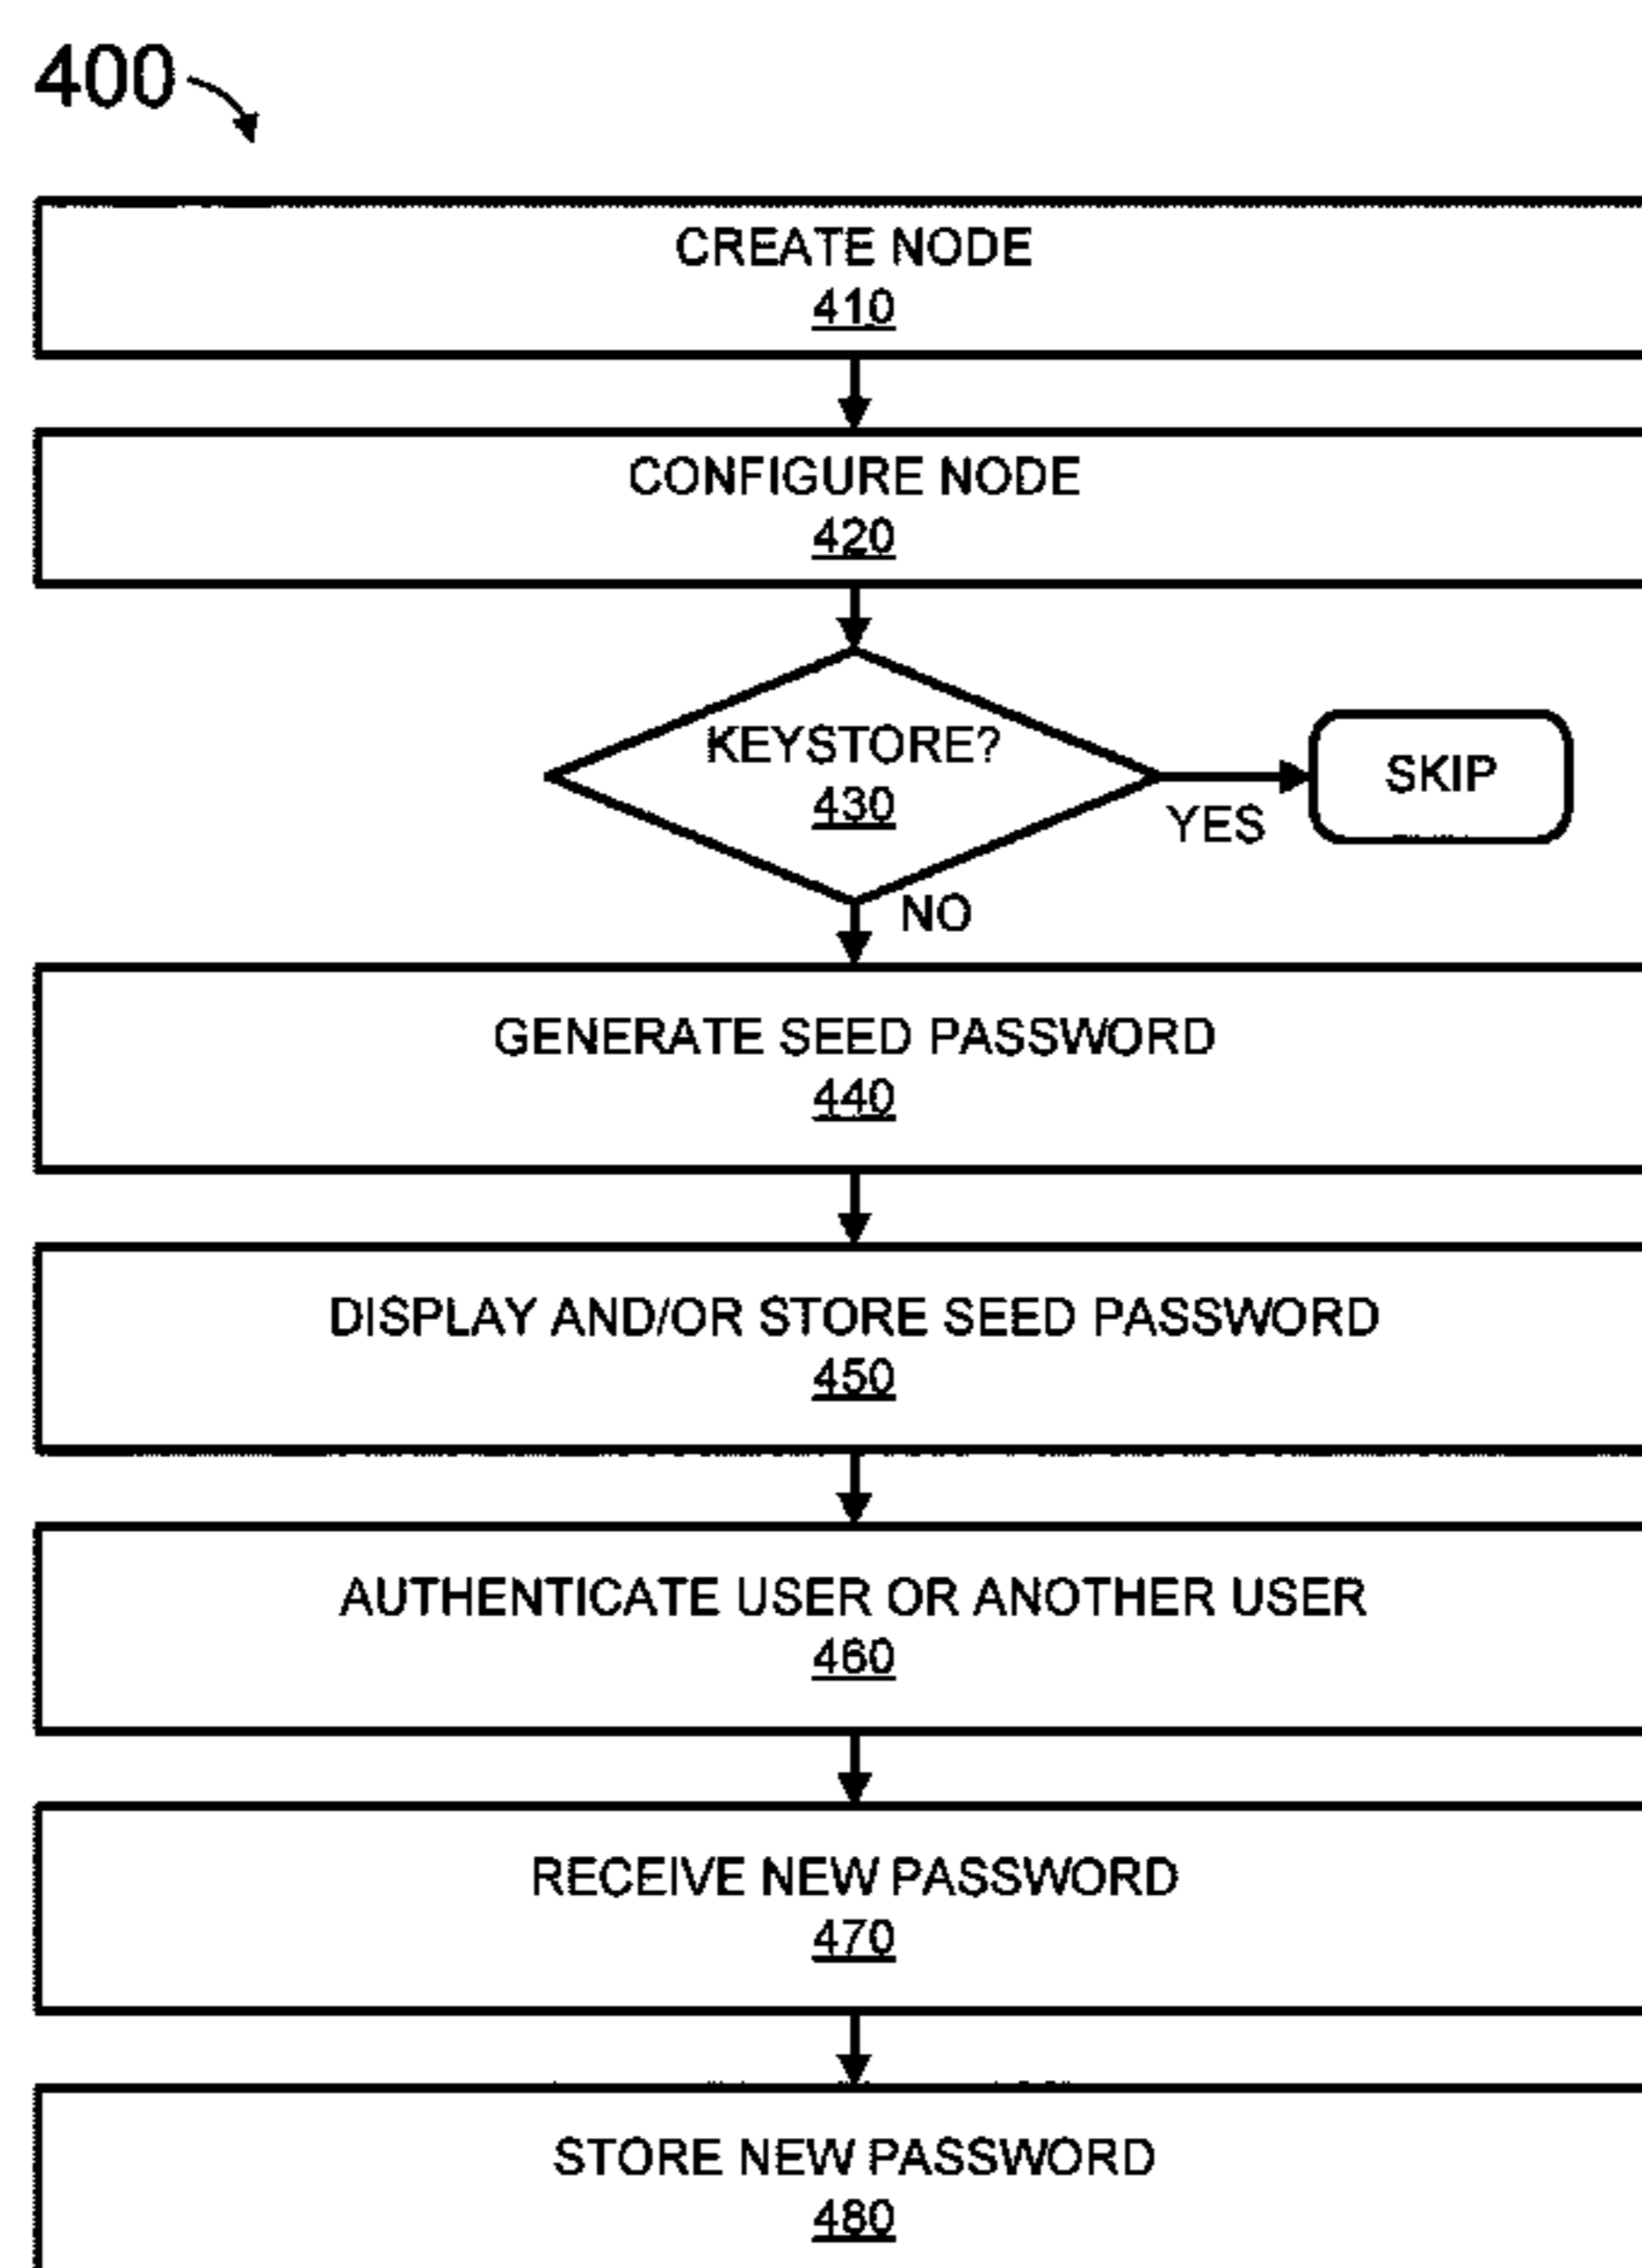 400
CREATE NODE
410
CONFIGURE NODE
420
KEYSTORE?
430
SKIP
YES
NO
GENERATE SEED PASSWORD
440
DISPLAY AND/OR STORE SEED PASSWORD
450
AUTHENTICATE USER OR ANOTHER USER
460
RECEIVE NEW PASSWORD
470
STORE NEW PASSWORD
480